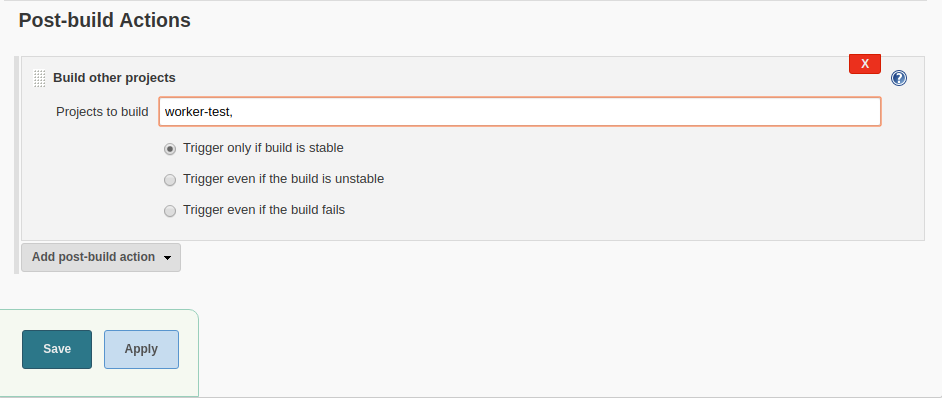 Post-build Actions
X
Build other projects
?
Projects to build worker-test,
Trigger only if build is stable
Trigger even if the build is unstable
Trigger even if the build fails
Add post-build action
Save Apply